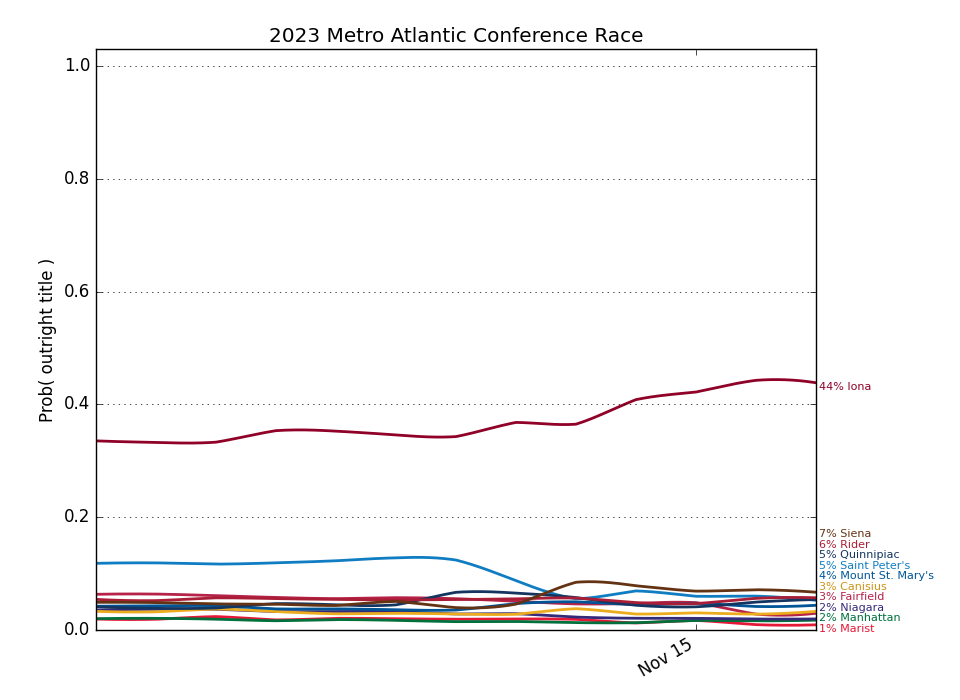 2023 Metro Atlantic Conference Race
Prob( outright title )
1.0
0.8
0.6
0.4
0.2
0.0
44% Iona
7% Siena
6% Rider
5% Quinnipiac
5% Saint Peter's
4% Mount St. Mary's
3% Canisius
3% Fairfield
2% Niagara
2% Manhattan
1% Marist
Nov 15